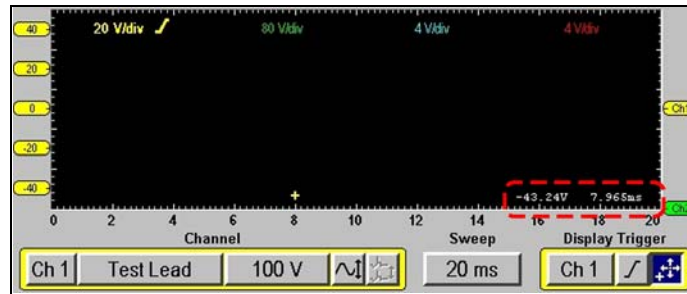 40 20 V/div 80 V/div 4 V/div 4 V/div
20
0 Ch1
-20
-40
-43.24V 7.965ms
0 2 4 6 8 10 12 14 16 18 20
Channel Sweep Display Trigger
Ch 1 Test Lead 100 V 20 ms Ch 1